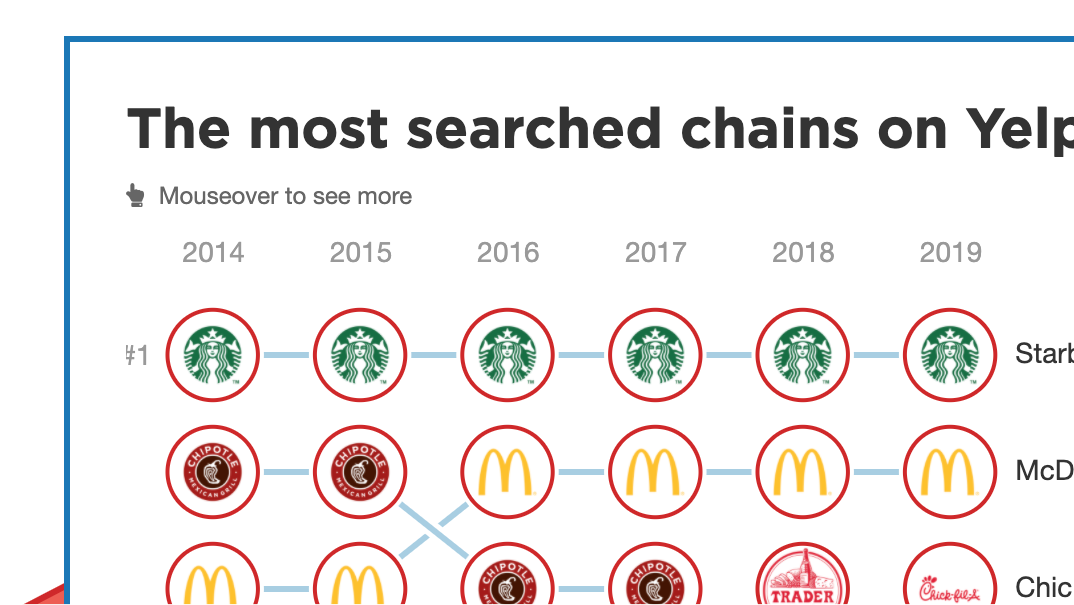 The most searched chains on Yelp
Mouseover to see more
2014 2015 2016 2017 2018 2019
#1 Starb
CHIPOTLE MEXICAN GRILL CHIPOTLE MEXICAN GRILL McD
CHIPOTLE CHIPOTLE TRADER Chick-fil-A Chic